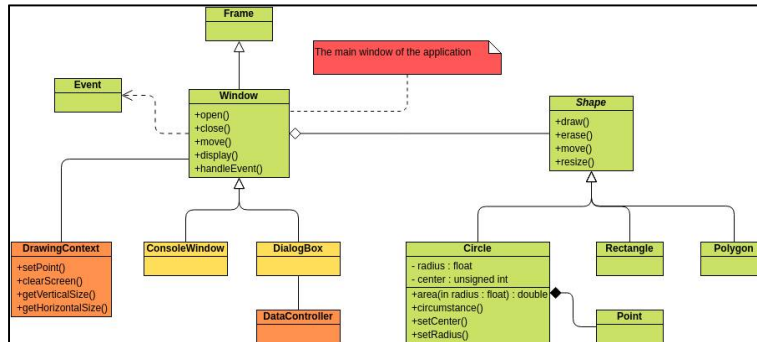 Frame
The main window of the application
Event
Window
+open()
+close()
+move()
+display()
+handleEvent()
Shape
+draw()
+erase()
+move()
+resize()
DrawingContext
+setPoint()
+clearScreen()
+getVerticalSize()
+getHorizontalSize()
ConsoleWindow
DialogBox
DataController
Circle
- radius : float
- center : unsigned int
+area(in radius : float) : double
+circumstance()
+setCenter()
+setRadius()
Rectangle
Polygon
Point